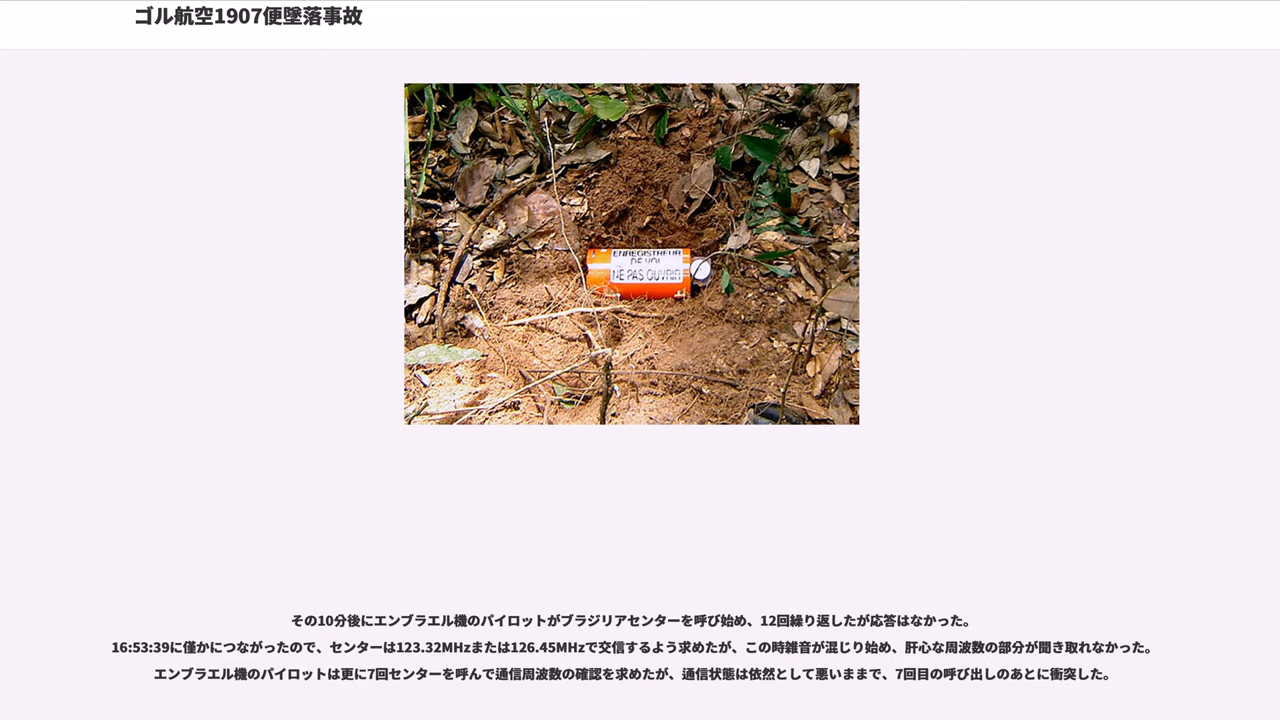 ゴル航空1907便墜落事故
ENREGISTREUR
DE VOL
NE PAS OUVRIR
その10分後にエンブラエル機のパイロットがブラジリアセンターを呼び始め、12回繰り返したが応答はなかった。
16:53:39に僅かにつながったので、センターは123.32MHzまたは126.45MHzで交信するよう求めたが、この時雑音が混じり始め、肝心な周波数の部分が聞き取れなかった。
エンブラエル機のパイロットは更に7回センターを呼んで通信周波数の確認を求めたが、通信状態は依然として悪いままで、7回目の呼び出しのあとに衝突した。